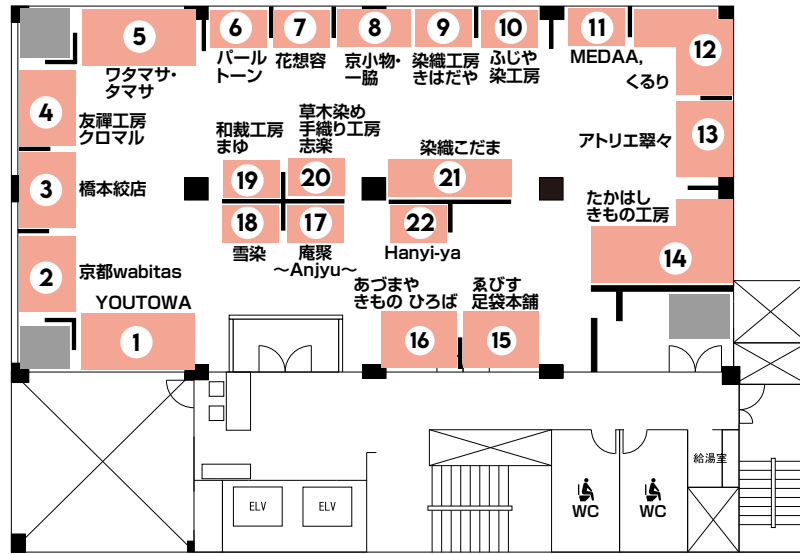 5
ワタマサ・
タマサ
6
パール
トーン
7
花想容
8
京小物・
一脇
9
染織工房
きはだや
10
ふじや
染工房
11
MEDAA,
12
くるり
4
友禅工房
クロマル
13
アトリエ翠々
3
橋本絞店
19
和裁工房
まゆ
20
草木染め
手織り工房
志楽
21
染織こだま
18
雪染
17
庵聚
〜Anjyu〜
22
Hanyi-ya
14
たかはし
きもの工房
2
京都wabitas
1
YOUTOWA
16
あづまや
きもの ひろば
15
ゑびす
足袋本舗
ELV
ELV
WC
WC
給湯室